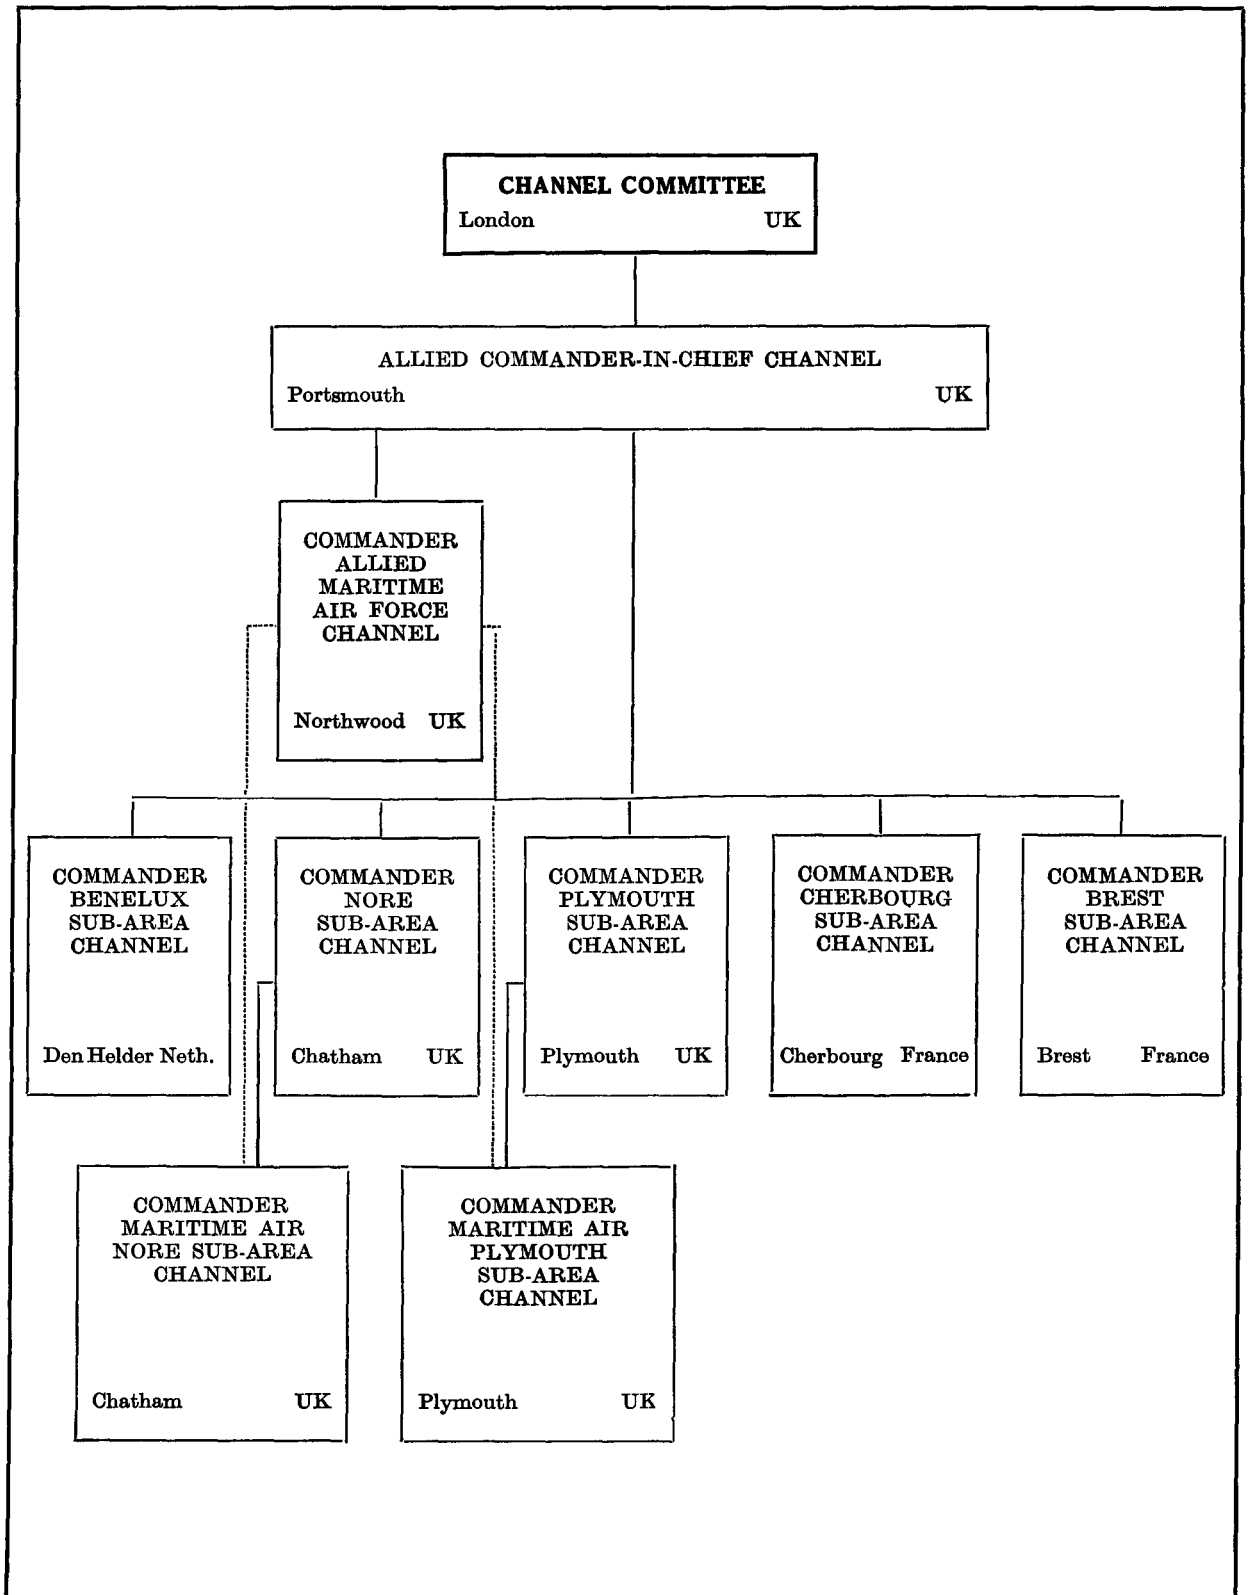 CHANNEL COMMITTEE
London UK
ALLIED COMMANDER-IN-CHIEF CHANNEL
Portsmouth UK
COMMANDER
ALLIED
MARITIME
AIR FORCE
CHANNEL
Northwood UK
COMMANDER
BENELUX
SUB-AREA
CHANNEL
Den Helder Neth.
COMMANDER
NORE
SUB-AREA
CHANNEL
Chatham UK
COMMANDER
PLYMOUTH
SUB-AREA
CHANNEL
Plymouth UK
COMMANDER
CHERBOURG
SUB-AREA
CHANNEL
Cherbourg France
COMMANDER
BREST
SUB-AREA
CHANNEL
Brest France
COMMANDER
MARITIME AIR
NORE SUB-AREA
CHANNEL
Chatham UK
COMMANDER
MARITIME AIR
PLYMOUTH
SUB-AREA
CHANNEL
Plymouth UK